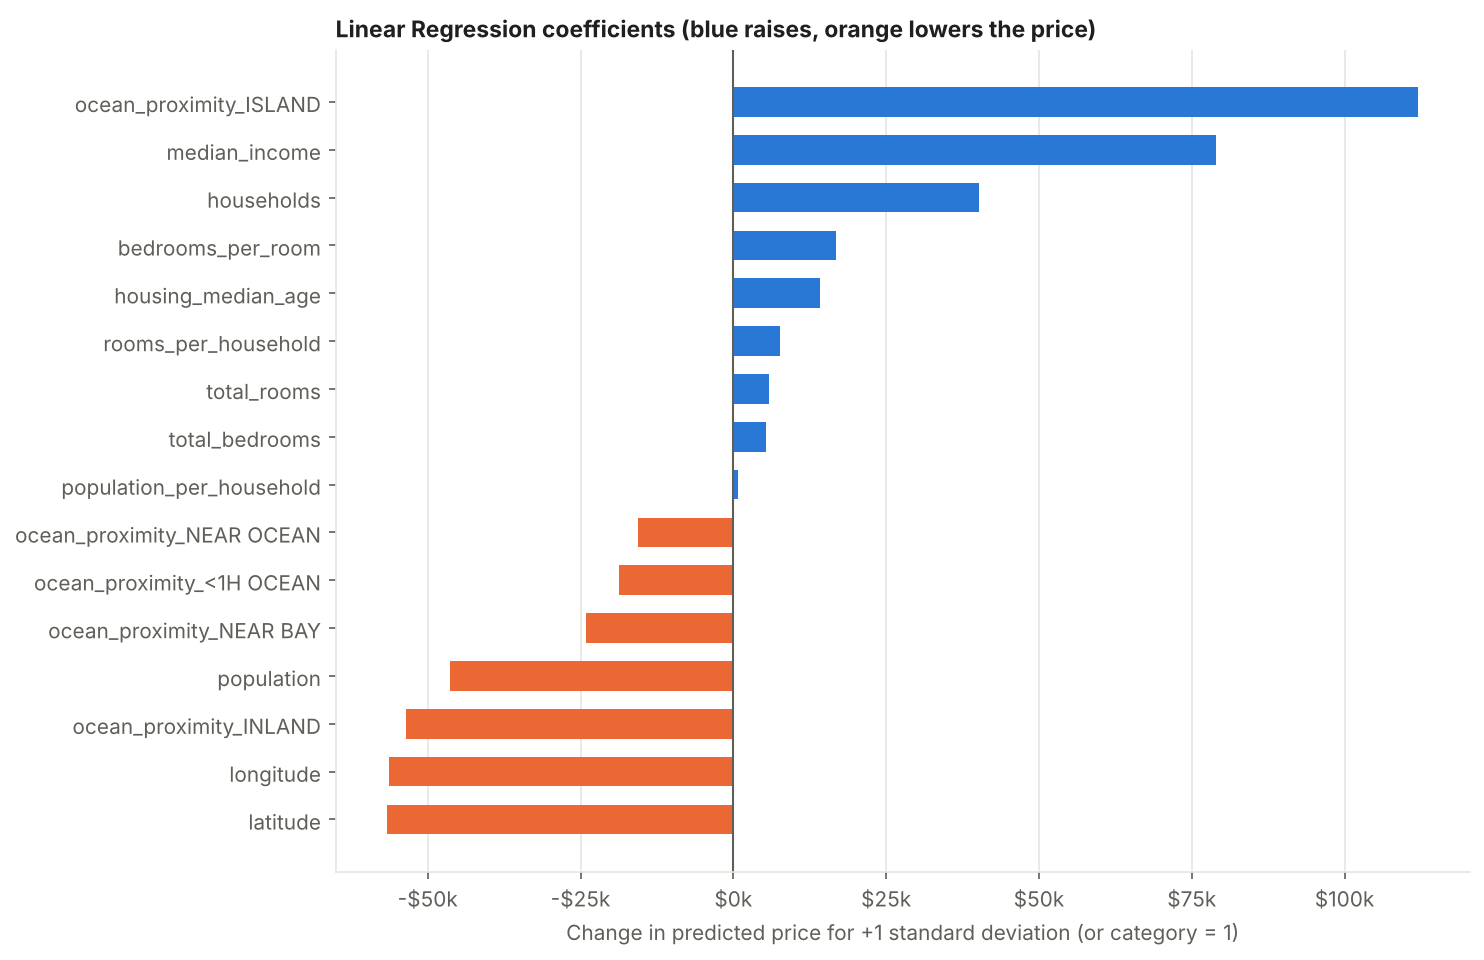 Linear Regression coefficients (blue raises, orange lowers the price)
ocean_proximity_ISLAND
median_income
households
bedrooms_per_room
housing_median_age
rooms_per_household
total_rooms
total_bedrooms
population_per_household
ocean_proximity_NEAR OCEAN
ocean_proximity_<1H OCEAN
ocean_proximity_NEAR BAY
population
ocean_proximity_INLAND
longitude
latitude
-$50k -$25k $0k $25k $50k $75k $100k
Change in predicted price for +1 standard deviation (or category = 1)